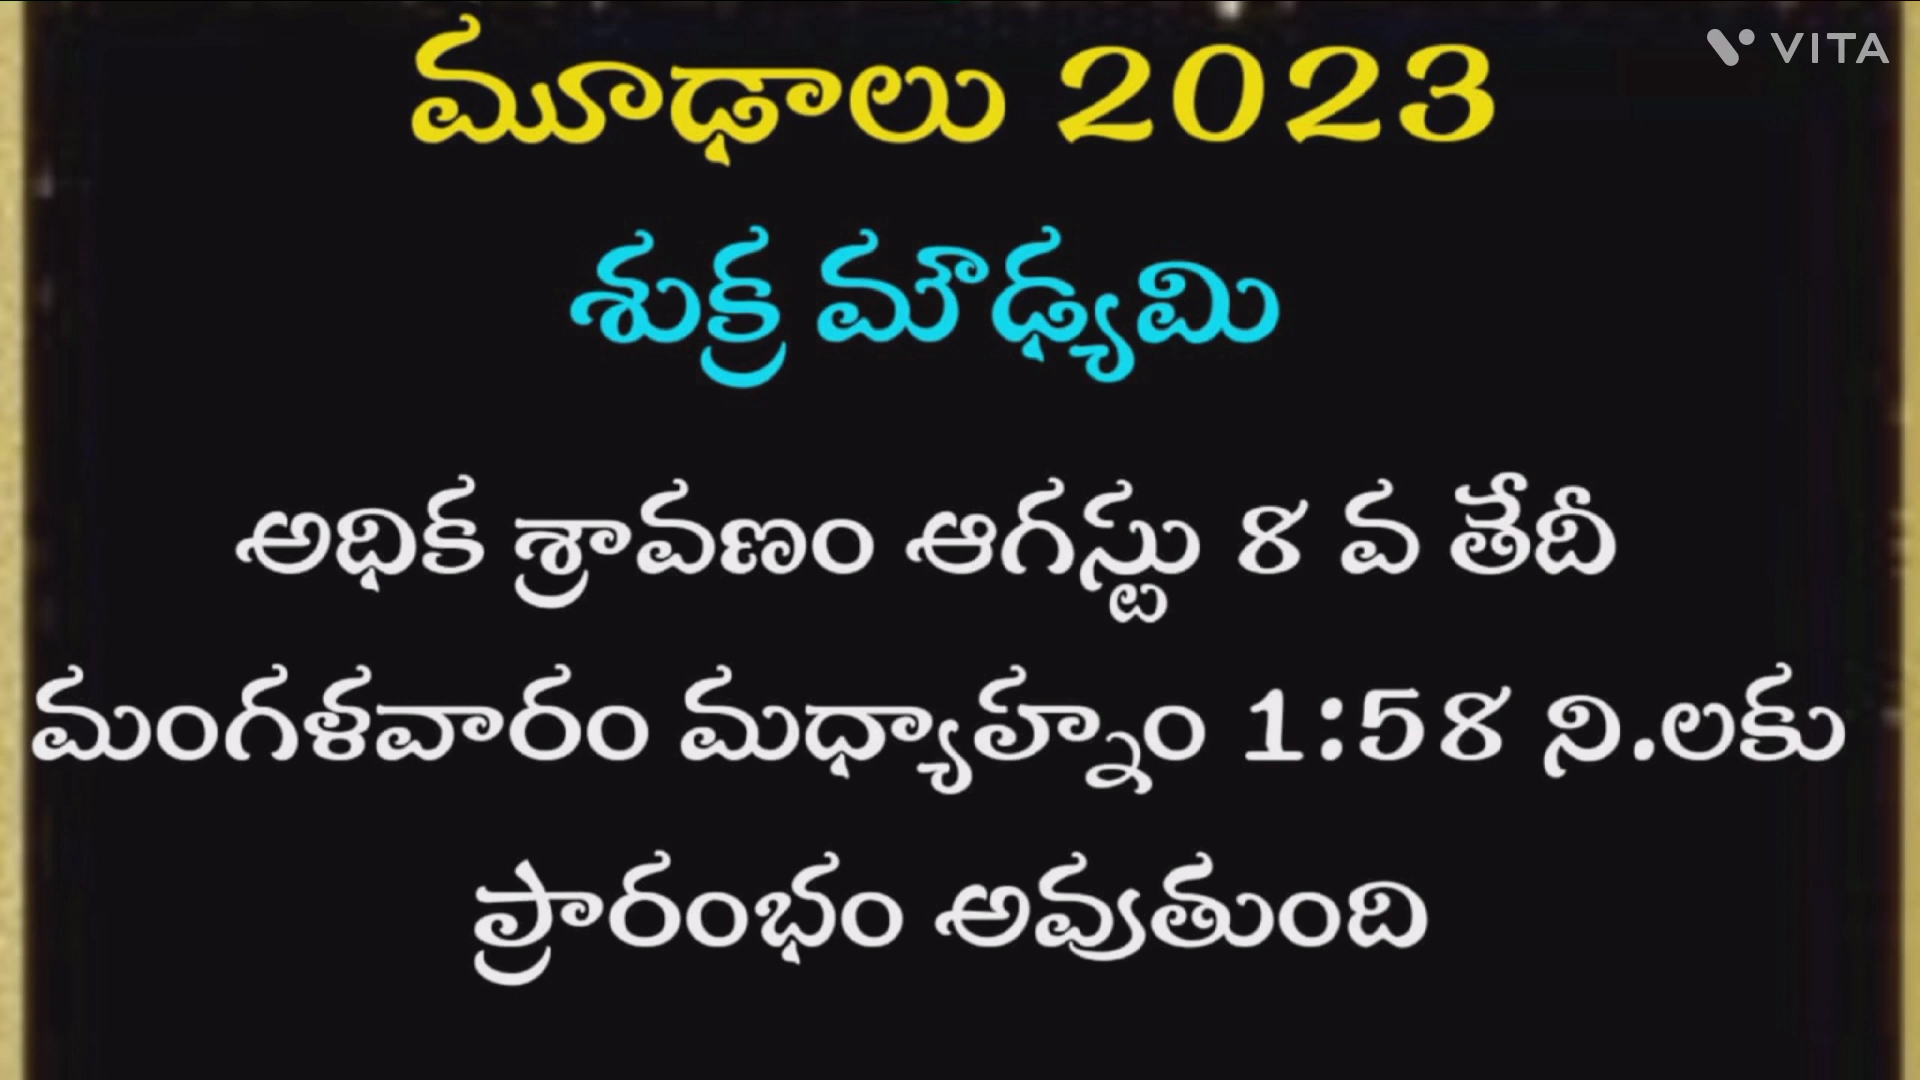 మూఢాలు 2023
VITA
శుక్ర మౌఢ్యమి
అధిక శ్రావణం ఆగస్టు 8 వ తేదీ
మంగళవారం మధ్యాహ్నం 1:58 ని.లకు
ప్రారంభం అవుతుంది